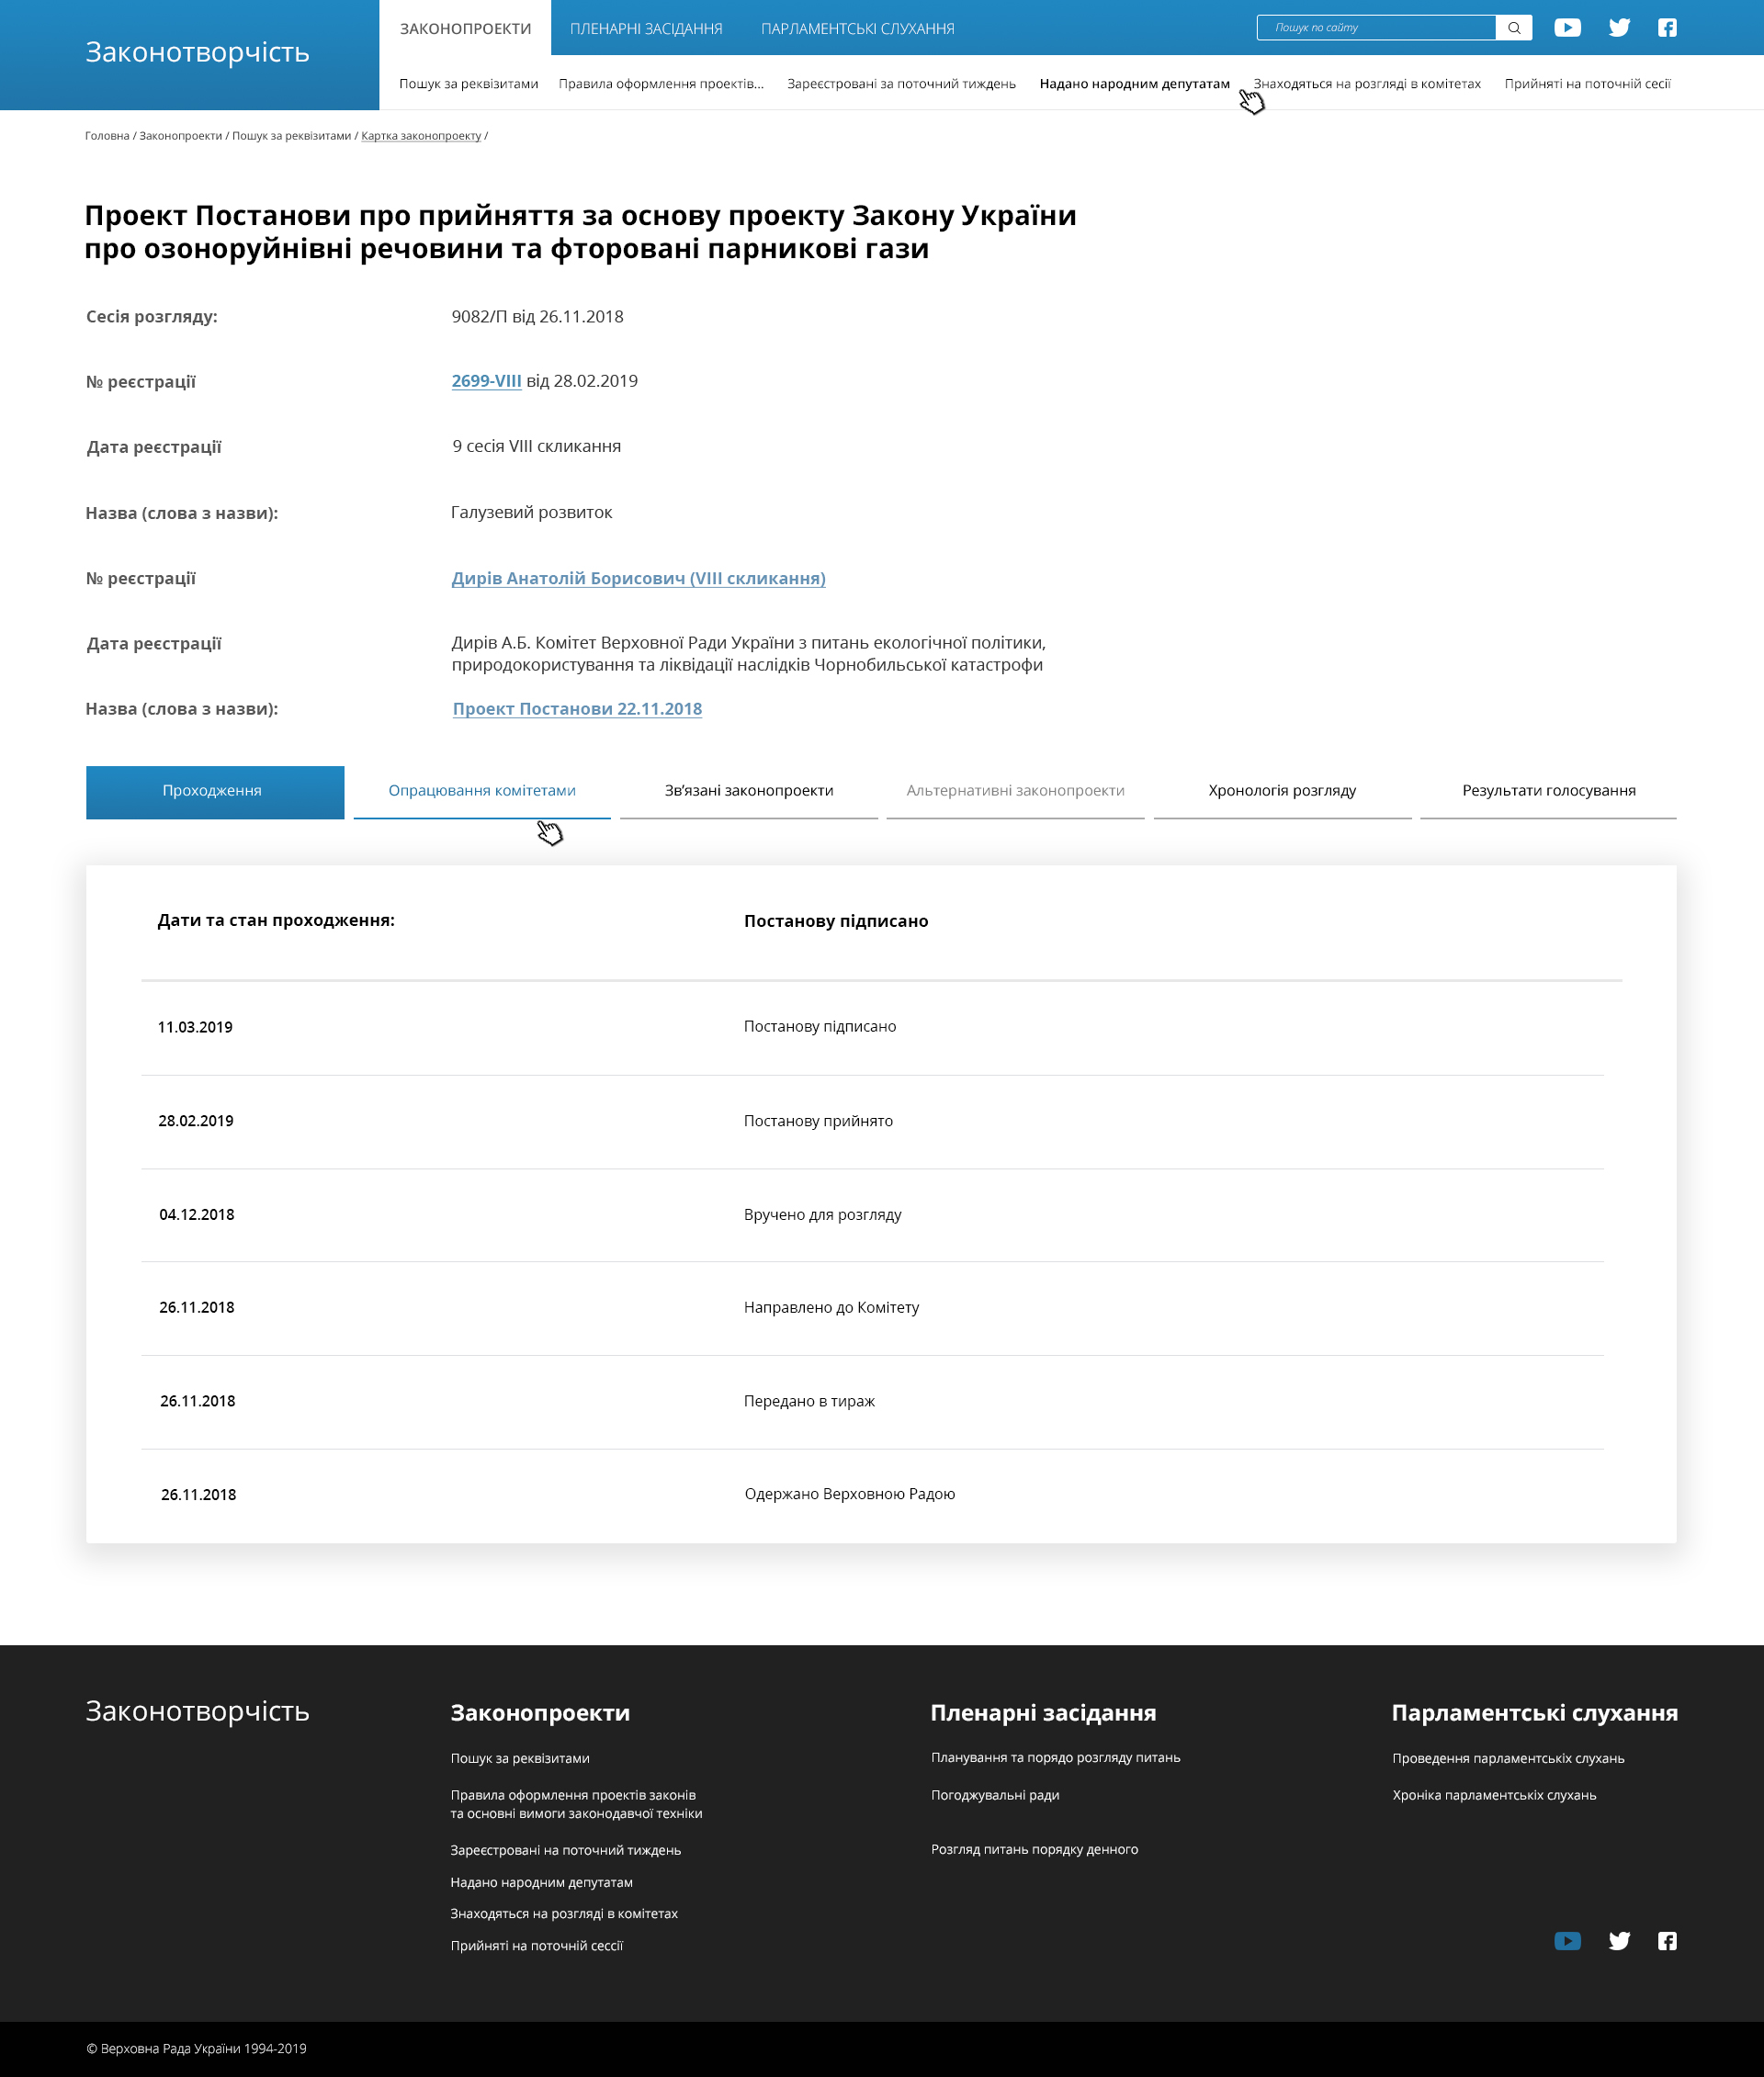 Законотворчість
ЗАКОНОПРОЕКТИ
ПЛЕНАРНІ ЗАСІДАННЯ
ПАРЛАМЕНТСЬКІ СЛУХАННЯ
Пошук по сайту
Пошук за реквізитами
Правила оформлення проектів...
Зареєстровані за поточний тиждень
Надано народним депутатам
Знаходяться на розгляді в комітетах
Прийняті на поточній сесії
Головна / Законопроекти / Пошук за реквізитами / Картка законопроекту /
Проект Постанови про прийняття за основу проекту Закону України
про озоноруйнівні речовини та фторовані парникові гази
Сесія розгляду:
9082/П від 26.11.2018
№ реєстрації
2699-VIII від 28.02.2019
Дата реєстрації
9 сесія VIII скликання
Назва (слова з назви):
Галузевий розвиток
№ реєстрації
Дирів Анатолій Борисович (VIII скликання)
Дата реєстрації
Дирів А.Б. Комітет Верховної Ради України з питань екологічної політики,
природокористування та ліквідації наслідків Чорнобильської катастрофи
Назва (слова з назви):
Проект Постанови 22.11.2018
Проходження
Опрацювання комітетами
Зв’язані законопроекти
Альтернативні законопроекти
Хронологія розгляду
Результати голосування
Дати та стан проходження:
Постанову підписано
11.03.2019
Постанову підписано
28.02.2019
Постанову прийнято
04.12.2018
Вручено для розгляду
26.11.2018
Направлено до Комітету
26.11.2018
Передано в тираж
26.11.2018
Одержано Верховною Радою
Законотворчість
Законопроекти
Пошук за реквізитами
Правила оформлення проектів законів
та основні вимоги законодавчої техніки
Зареєстровані на поточний тиждень
Надано народним депутатам
Знаходяться на розгляді в комітетах
Прийняті на поточній сессії
Пленарні засідання
Планування та порядо розгляду питань
Погоджувальні ради
Розгляд питань порядку денного
Парламентські слухання
Проведення парламентськіх слухань
Хроніка парламентськіх слухань
© Верховна Рада України 1994-2019